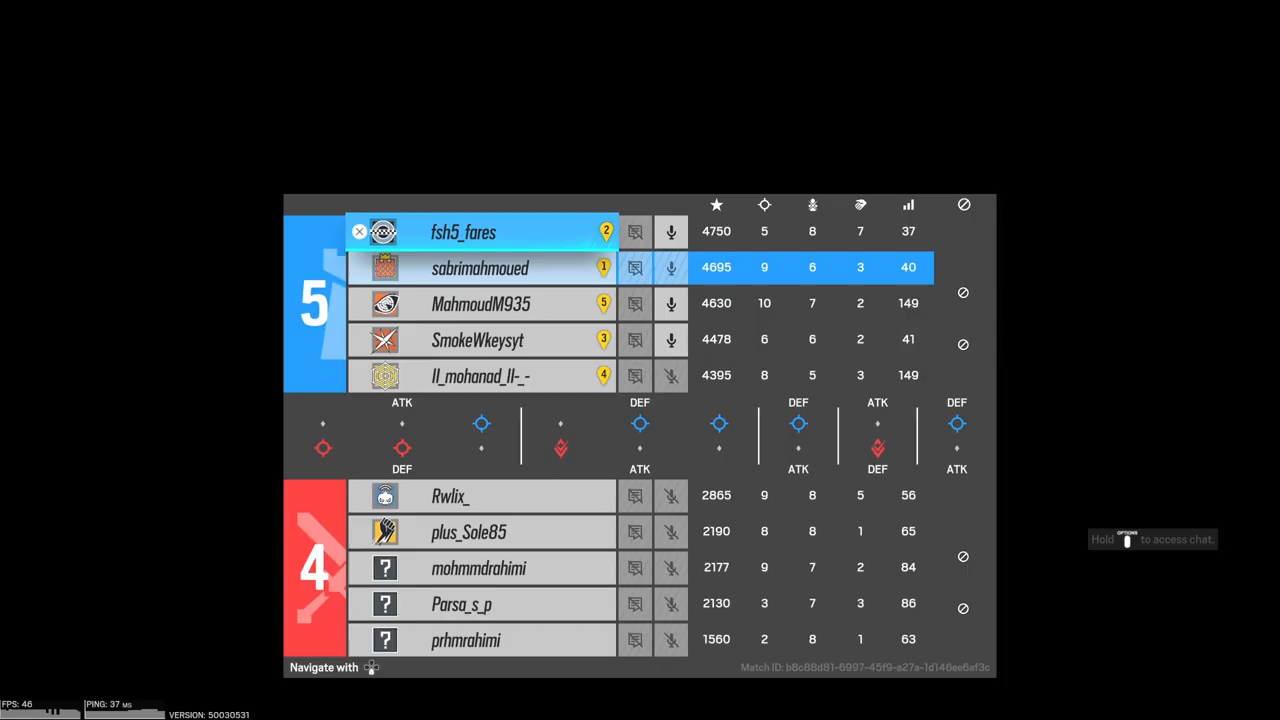 fsh5_fares 2 4750 5 8 7 37
5 sabrimahmoued 1 4695 9 6 3 40
MahmoudM935 5 4630 10 7 2 149
SmokeWkeysyt 3 4478 6 6 2 41
II_mohanad_II-_- 4 4395 8 5 3 149
ATK DEF DEF ATK DEF
DEF ATK ATK DEF ATK
Rwlix_ 2865 9 8 5 56
plus_Sole85 2190 8 8 1 65
4 ? mohmmdrahimi 2177 9 7 2 84
? Parsa_s_p 2130 3 7 3 86
? prhmrahimi 1560 2 8 1 63
Hold OPTIONS to access chat.
Navigate with Match ID: b8c88d81-6997-45f9-a27a-1d146ee6af3c
FPS: 46 PING: 37 MS VERSION: 50030531